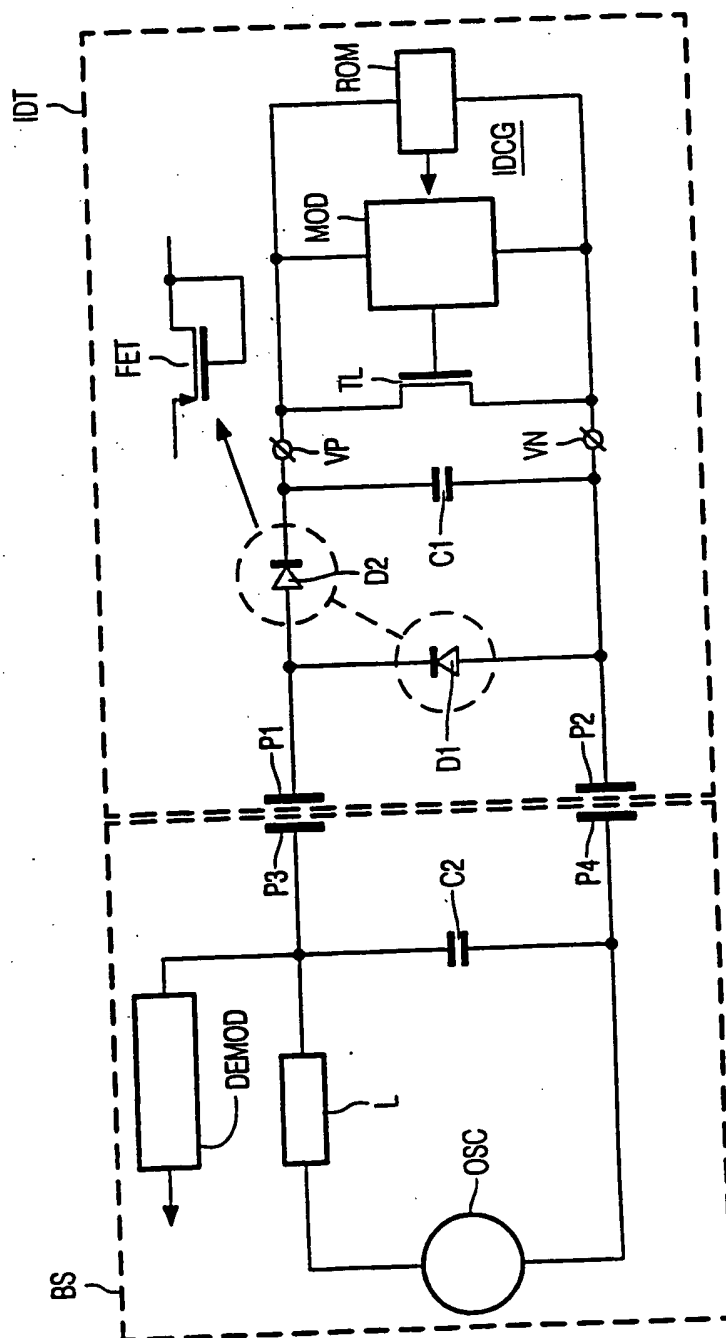 BS
IDT
DEMOD
L
OSC
P3
P1
C2
P4
P2
D1
D2
FET
C1
VP
VN
TL
MOD
ROM
IDCG